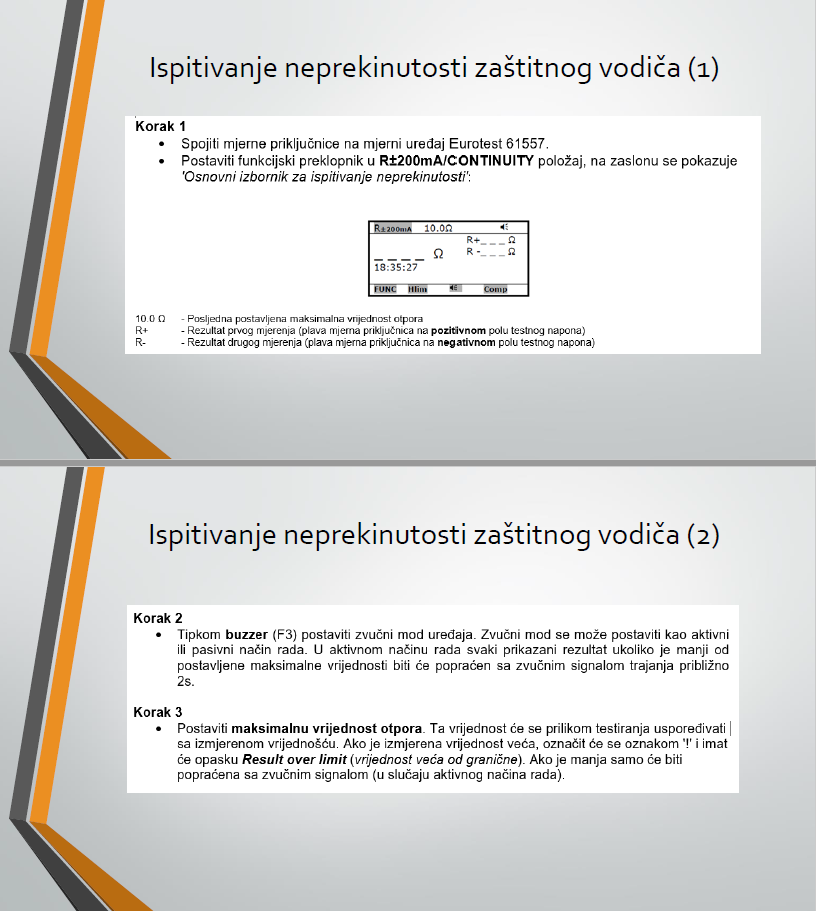 Ispitivanje neprekinutosti zaštitnog vodiča (1)
Korak 1
• Spojiti mjerne priključnice na mjerni uređaj Eurotest 61557.
• Postaviti funkcijski preklopnik u R±200mA/CONTINUITY položaj, na zaslonu se pokazuje
'Osnovni izbornik za ispitivanje neprekinutosti':
R±200mA 10.0Ω
R+_ _ _ Ω
_ _ _ _ Ω R -_ _ _ Ω
18:35:27
FUNC Hlim Comp
10.0 Ω - Posljedna postavljena maksimalna vrijednost otpora
R+ - Rezultat prvog mjerenja (plava mjerna priključnica na pozitivnom polu testnog napona)
R- - Rezultat drugog mjerenja (plava mjerna priključnica na negativnom polu testnog napona)
Ispitivanje neprekinutosti zaštitnog vodiča (2)
Korak 2
• Tipkom buzzer (F3) postaviti zvučni mod uređaja. Zvučni mod se može postaviti kao aktivni
ili pasivni način rada. U aktivnom načinu rada svaki prikazani rezultat ukoliko je manji od
postavljene maksimalne vrijednosti biti će popraćen sa zvučnim signalom trajanja približno
2s.
Korak 3
• Postaviti maksimalnu vrijednost otpora. Ta vrijednost će se prilikom testiranja uspoređivati
sa izmjerenom vrijednošću. Ako je izmjerena vrijednost veća, označit će se oznakom '!' i imat
će opasku Result over limit (vrijednost veća od granične). Ako je manja samo će biti
popraćena sa zvučnim signalom (u slučaju aktivnog načina rada).